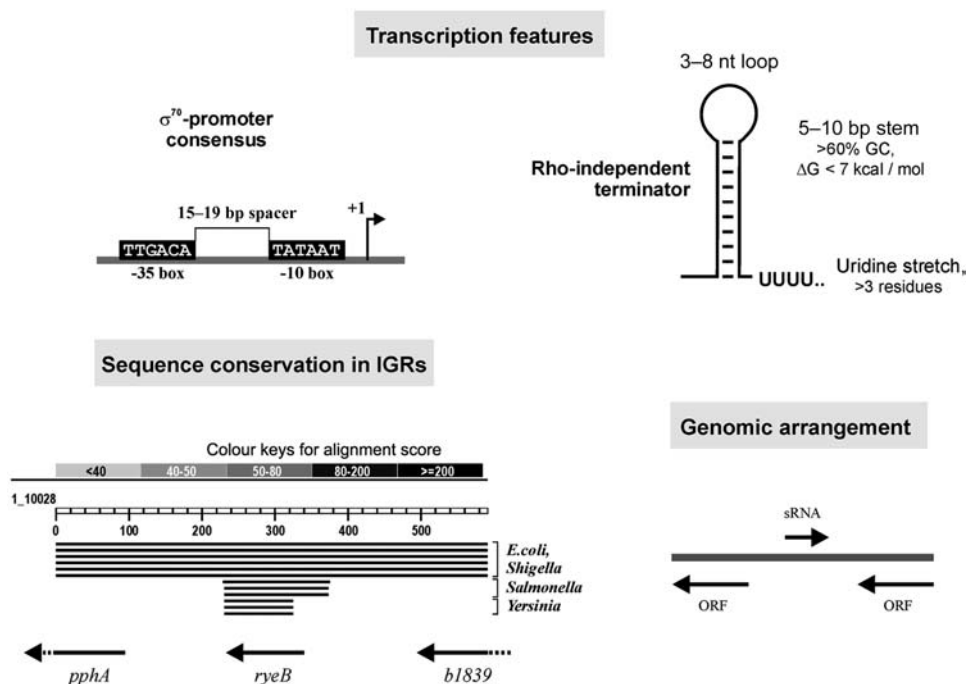 Transcription features
σ70-promoter
consensus
15–19 bp spacer
+1
TTGACA
TATAAT
-35 box
-10 box
3–8 nt loop
5–10 bp stem
>60% GC,
ΔG < 7 kcal / mol
Rho-independent
terminator
UUUU..
Uridine stretch,
>3 residues
Sequence conservation in IGRs
Colour keys for alignment score
<40 40-50 50-80 80-200 >=200
1_10028
0 100 200 300 400 500
E.coli,
Shigella
Salmonella
Yersinia
pphA ryeB b1839
Genomic arrangement
sRNA
ORF ORF